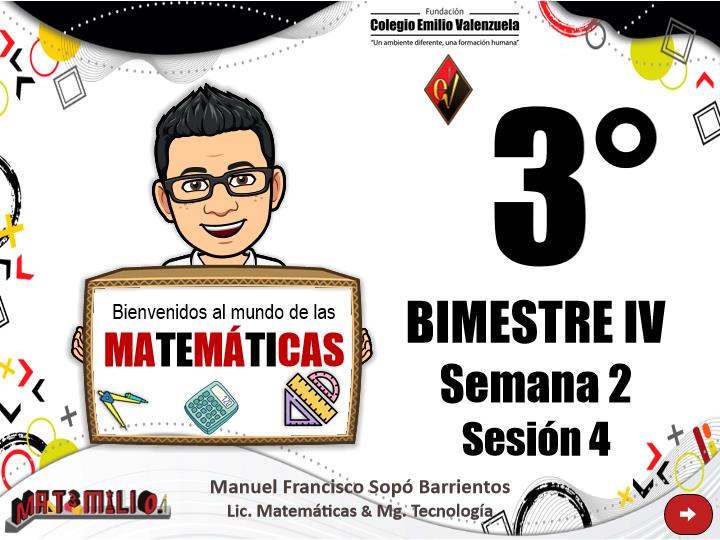 Fundación
Colegio Emilio Valenzuela
"Un ambiente diferente, una formación humana"
3°
Bienvenidos al mundo de las
MATEMÁTICAS
BIMESTRE IV
Semana 2
Sesión 4
Manuel Francisco Sopó Barrientos
Lic. Matemáticas & Mg. Tecnología